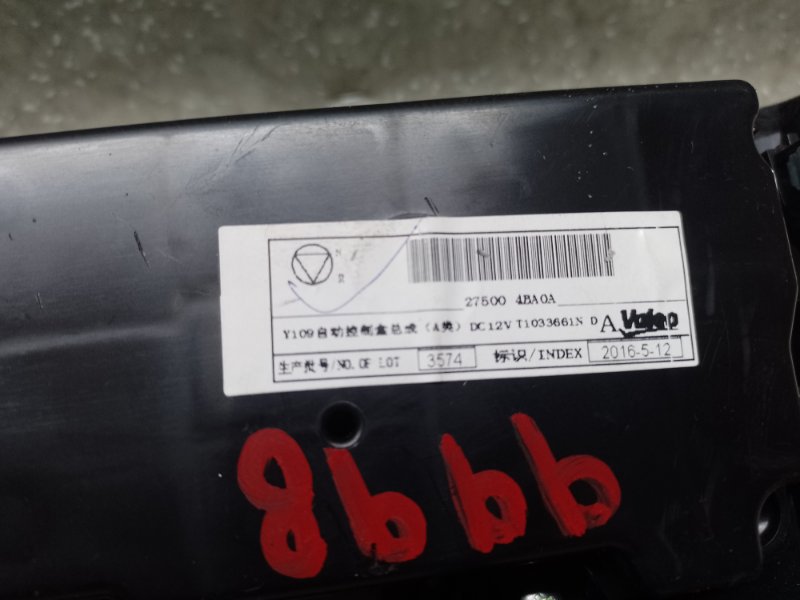 27500 4BA0A
Y109自动控制盒总成（A类）DC12V T1033661N D A Valeo
生产批号/NO.OF LOT 3574 标识/INDEX 2016-5-12